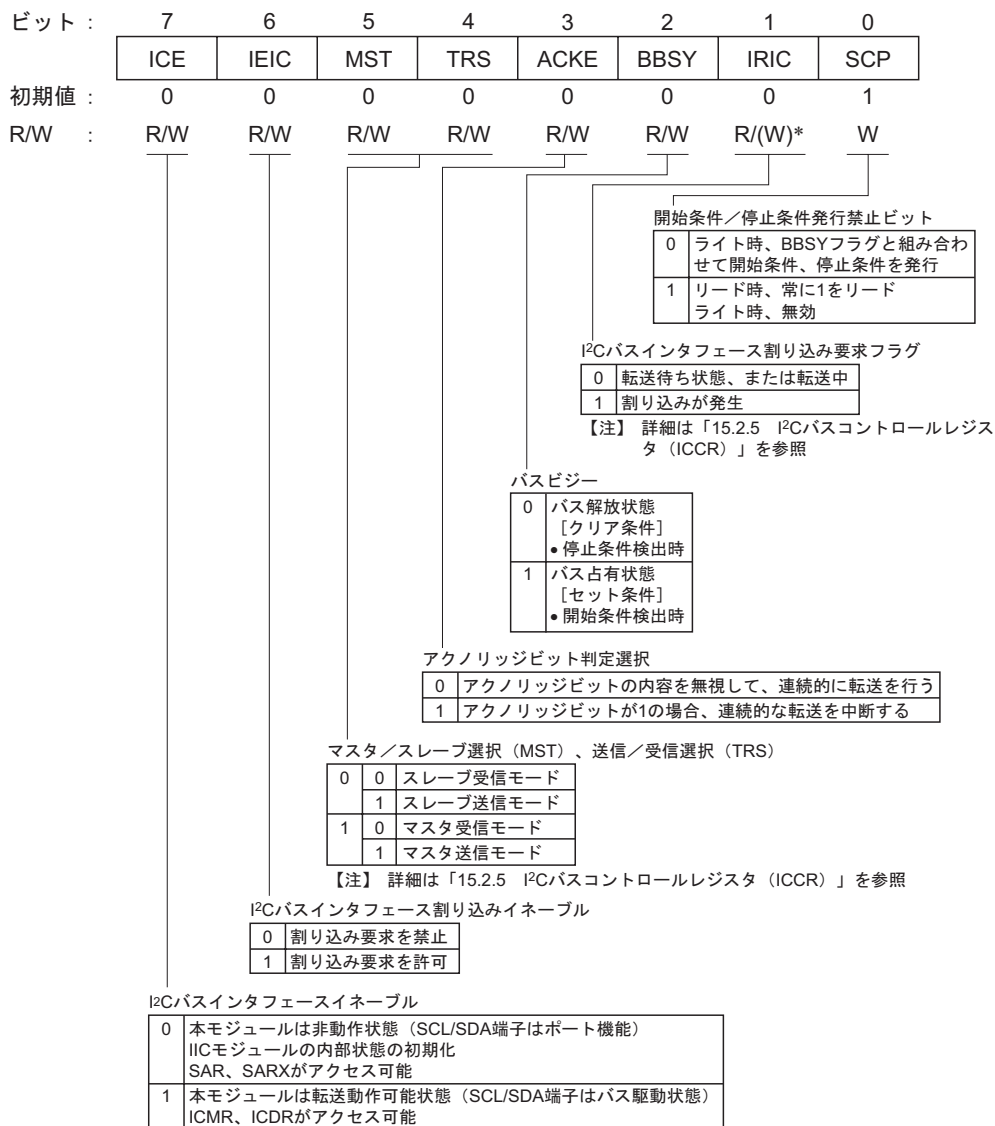 ビット : 7 6 5 4 3 2 1 0
ICE IEIC MST TRS ACKE BBSY IRIC SCP
初期値 : 0 0 0 0 0 0 0 1
R/W : R/W R/W R/W R/W R/W R/W R/(W)* W
開始条件/停止条件発行禁止ビット
0 ライト時、BBSYフラグと組み合わ
せて開始条件、停止条件を発行
1 リード時、常に1をリード
ライト時、無効
I²Cバスインタフェース割り込み要求フラグ
0 転送待ち状態、または転送中
1 割り込みが発生
【注】 詳細は「15.2.5 I²Cバスコントロールレジス
タ(ICCR)」を参照
バスビジー
0 バス解放状態
[クリア条件]
●停止条件検出時
1 バス占有状態
[セット条件]
●開始条件検出時
アクノリッジビット判定選択
0 アクノリッジビットの内容を無視して、連続的に転送を行う
1 アクノリッジビットが1の場合、連続的な転送を中断する
マスタ/スレーブ選択(MST)、送信/受信選択(TRS)
0 0 スレーブ受信モード
1 スレーブ送信モード
1 0 マスタ受信モード
1 マスタ送信モード
【注】 詳細は「15.2.5 I²Cバスコントロールレジスタ(ICCR)」を参照
I²Cバスインタフェース割り込みイネーブル
0 割り込み要求を禁止
1 割り込み要求を許可
I²Cバスインタフェースイネーブル
0 本モジュールは非動作状態(SCL/SDA端子はポート機能)
IICモジュールの内部状態の初期化
SAR、SARXがアクセス可能
1 本モジュールは転送動作可能状態(SCL/SDA端子はバス駆動状態)
ICMR、ICDRがアクセス可能